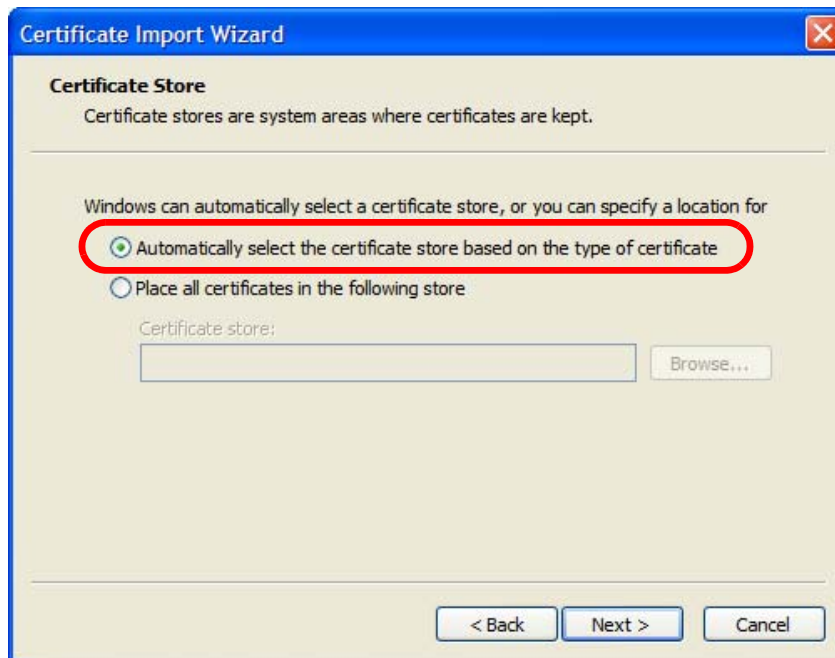 Certificate Import Wizard
Certificate Store
Certificate stores are system areas where certificates are kept.
Windows can automatically select a certificate store, or you can specify a location for
Automatically select the certificate store based on the type of certificate
Place all certificates in the following store
Certificate store:
Browse...
< Back Next > Cancel